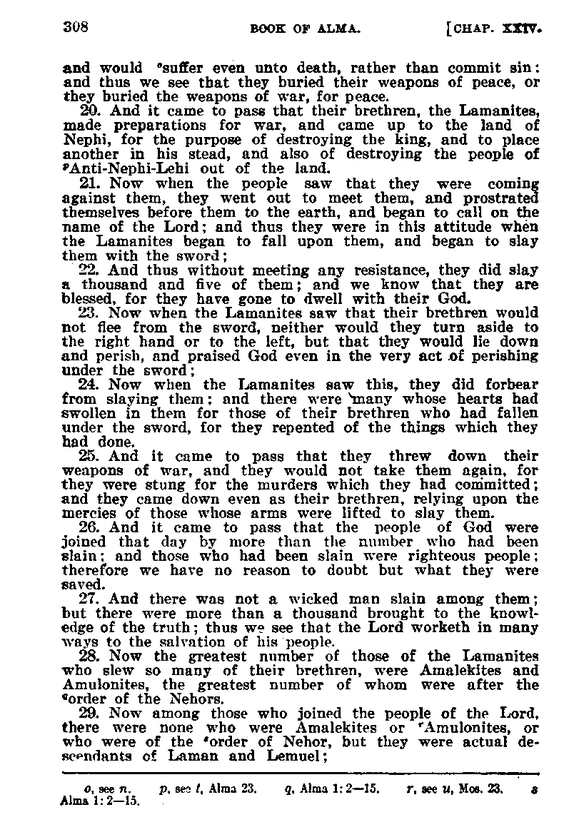 308 BOOK OF ALMA. [CHAP. XXIV.
and would ᵒsuffer even unto death, rather than commit sin:
and thus we see that they buried their weapons of peace, or
they buried the weapons of war, for peace.
20. And it came to pass that their brethren, the Lamanites,
made preparations for war, and came up to the land of
Nephi, for the purpose of destroying the king, and to place
another in his stead, and also of destroying the people of
ᵖAnti-Nephi-Lehi out of the land.
21. Now when the people saw that they were coming
against them, they went out to meet them, and prostrated
themselves before them to the earth, and began to call on the
name of the Lord; and thus they were in this attitude when
the Lamanites began to fall upon them, and began to slay
them with the sword;
22. And thus without meeting any resistance, they did slay
a thousand and five of them; and we know that they are
blessed, for they have gone to dwell with their God.
23. Now when the Lamanites saw that their brethren would
not flee from the sword, neither would they turn aside to
the right hand or to the left, but that they would lie down
and perish, and praised God even in the very act of perishing
under the sword;
24. Now when the Lamanites saw this, they did forbear
from slaying them; and there were many whose hearts had
swollen in them for those of their brethren who had fallen
under the sword, for they repented of the things which they
had done.
25. And it came to pass that they threw down their
weapons of war, and they would not take them again, for
they were stung for the murders which they had committed;
and they came down even as their brethren, relying upon the
mercies of those whose arms were lifted to slay them.
26. And it came to pass that the people of God were
joined that day by more than the number who had been
slain; and those who had been slain were righteous people;
therefore we have no reason to doubt but what they were
saved.
27. And there was not a wicked man slain among them;
but there were more than a thousand brought to the knowl-
edge of the truth; thus we see that the Lord worketh in many
ways to the salvation of his people.
28. Now the greatest number of those of the Lamanites
who slew so many of their brethren, were Amalekites and
Amulonites, the greatest number of whom were after the
ᵠorder of the Nehors.
29. Now among those who joined the people of the Lord,
there were none who were Amalekites or ʳAmulonites, or
who were of the ˢorder of Nehor, but they were actual de-
scendants of Laman and Lemuel;
o, see n. p, see t, Alma 23. q, Alma 1:2—15. r, see u, Mos. 23. s
Alma 1:2—15.